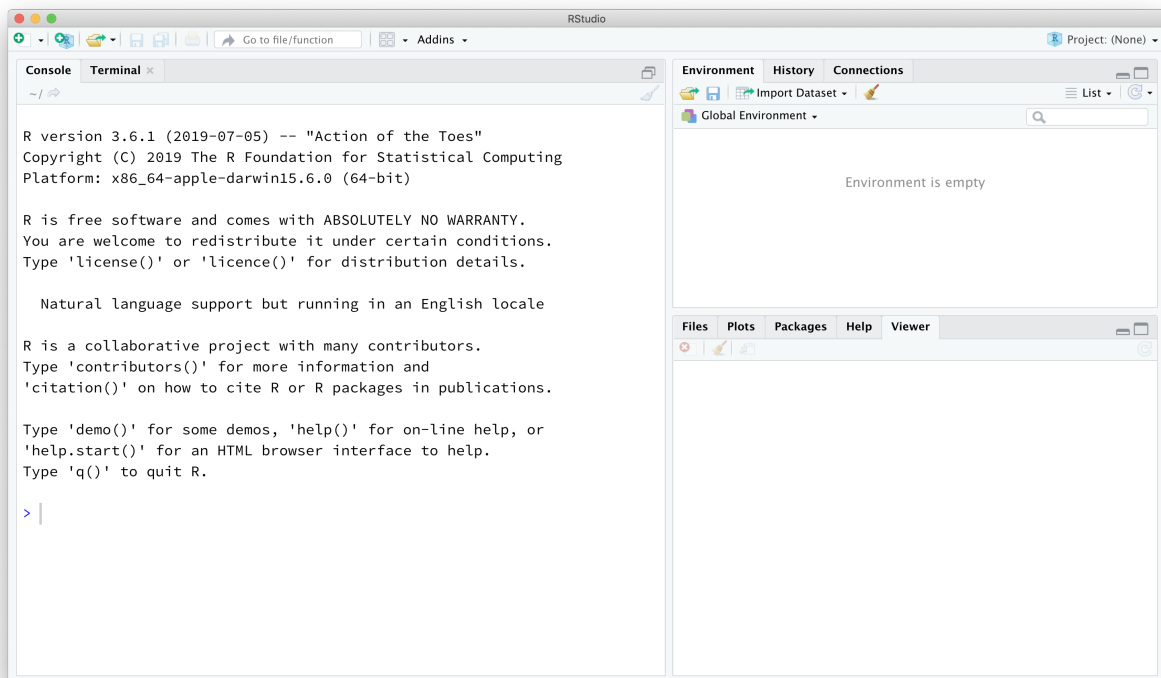 RStudio
Go to file/function
Addins
R Project: (None)
Console Terminal
~/
R version 3.6.1 (2019-07-05) -- "Action of the Toes"
Copyright (C) 2019 The R Foundation for Statistical Computing
Platform: x86_64-apple-darwin15.6.0 (64-bit)
R is free software and comes with ABSOLUTELY NO WARRANTY.
You are welcome to redistribute it under certain conditions.
Type 'license()' or 'licence()' for distribution details.
Natural language support but running in an English locale
R is a collaborative project with many contributors.
Type 'contributors()' for more information and
'citation()' on how to cite R or R packages in publications.
Type 'demo()' for some demos, 'help()' for on-line help, or
'help.start()' for an HTML browser interface to help.
Type 'q()' to quit R.
>
Environment History Connections
Import Dataset
List
Global Environment
Environment is empty
Files Plots Packages Help Viewer